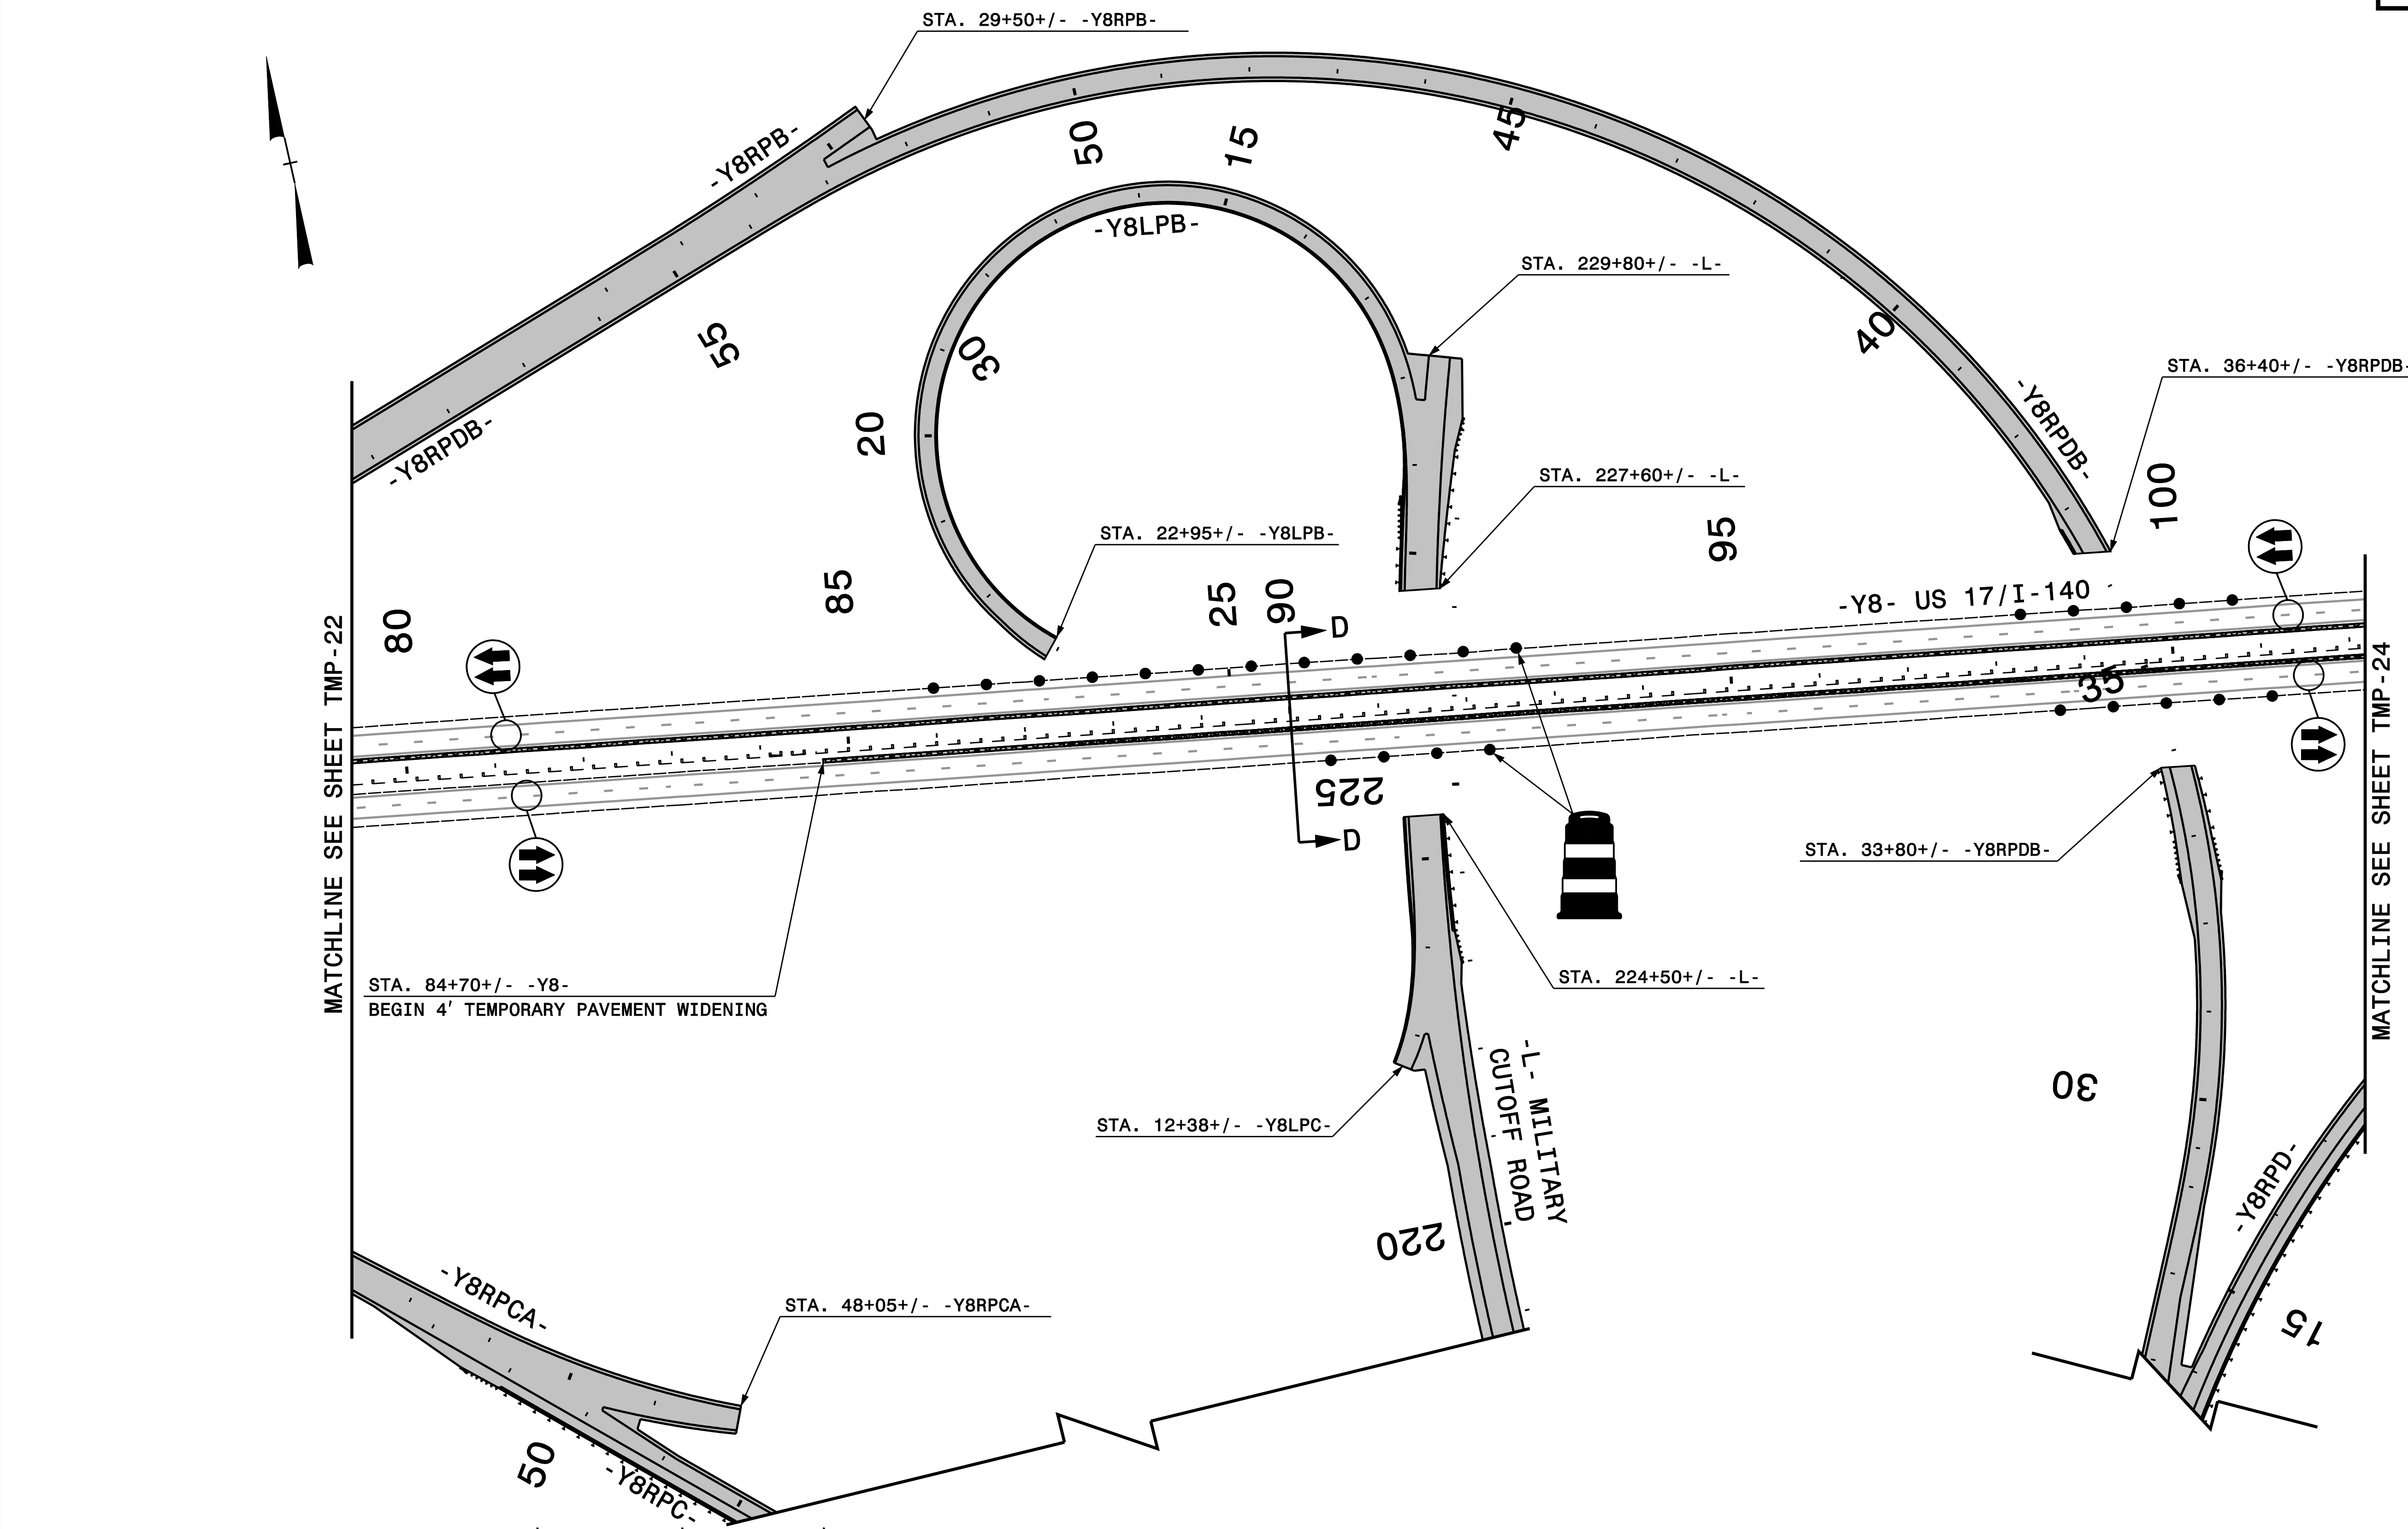 STA. 29+50+/- -Y8RPB-
-Y8RPB-
50
15
45
-Y8LPB-
STA. 229+80+/- -L-
55
30
40
STA. 36+40+/- -Y8RPDB-
-Y8RPDB-
20
-Y8RPDB-
STA. 227+60+/- -L-
100
95
STA. 22+95+/- -Y8LPB-
80
85
25
90
D
-Y8- US 17/I-140
35
MATCHLINE SEE SHEET TMP-22
MATCHLINE SEE SHEET TMP-24
225
D
STA. 33+80+/- -Y8RPDB-
STA. 84+70+/- -Y8-
BEGIN 4' TEMPORARY PAVEMENT WIDENING
STA. 224+50+/- -L-
-L- MILITARY
CUTOFF ROAD
30
STA. 12+38+/- -Y8LPC-
-Y8RPD-
220
-Y8RPCA-
STA. 48+05+/- -Y8RPCA-
15
50
-Y8RPC-